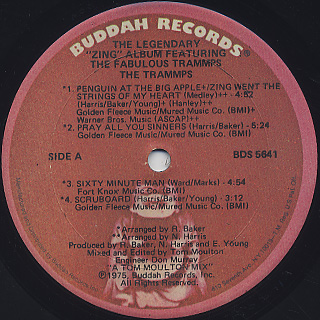 BUDDAH RECORDS
THE LEGENDARY
"ZING" ALBUM FEATURING ®
THE FABULOUS TRAMMPS
THE TRAMMPS
*1. PENGUIN AT THE BIG APPLE+/ZING WENT THE
STRINGS OF MY HEART (Medley)++ - 4:52
(Harris/Baker/Young)+ (Hanley)++
Golden Fleece Music/Mured Music Co. (BMI)+
Warner Bros. Music (ASCAP)++
*2. PRAY ALL YOU SINNERS (Harris/Baker) - 5:24
Golden Fleece Music/Mured Music Co. (BMI)
SIDE A
BDS 5641
*3. SIXTY MINUTE MAN (Ward/Marks) - 4:54
Fort Knox Music Co. (BMI)
*4. SCRUBOARD (Harris/Baker/Young) - 3:12
Golden Fleece Music/Mured Music Co. (BMI)
*Arranged by R. Baker
**Arranged by N. Harris
Produced by R. Baker, N. Harris and E. Young
Mixed and Edited by Tom Moulton
Engineer Don Murray
"A TOM MOULTON MIX"
℗1975, Buddah Records, Inc.
All Rights Reserved.